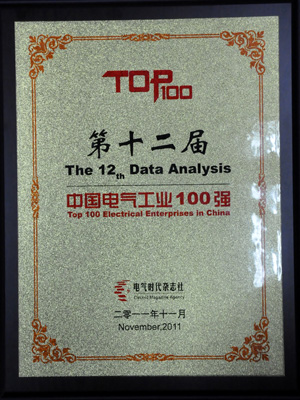 TOP100
第十二届
The 12th Data Analysis
中国电气工业100强
Top 100 Electrical Enterprises in China
电气时代杂志社
Electrical Magazine Agency
二零一一年十一月
November,2011